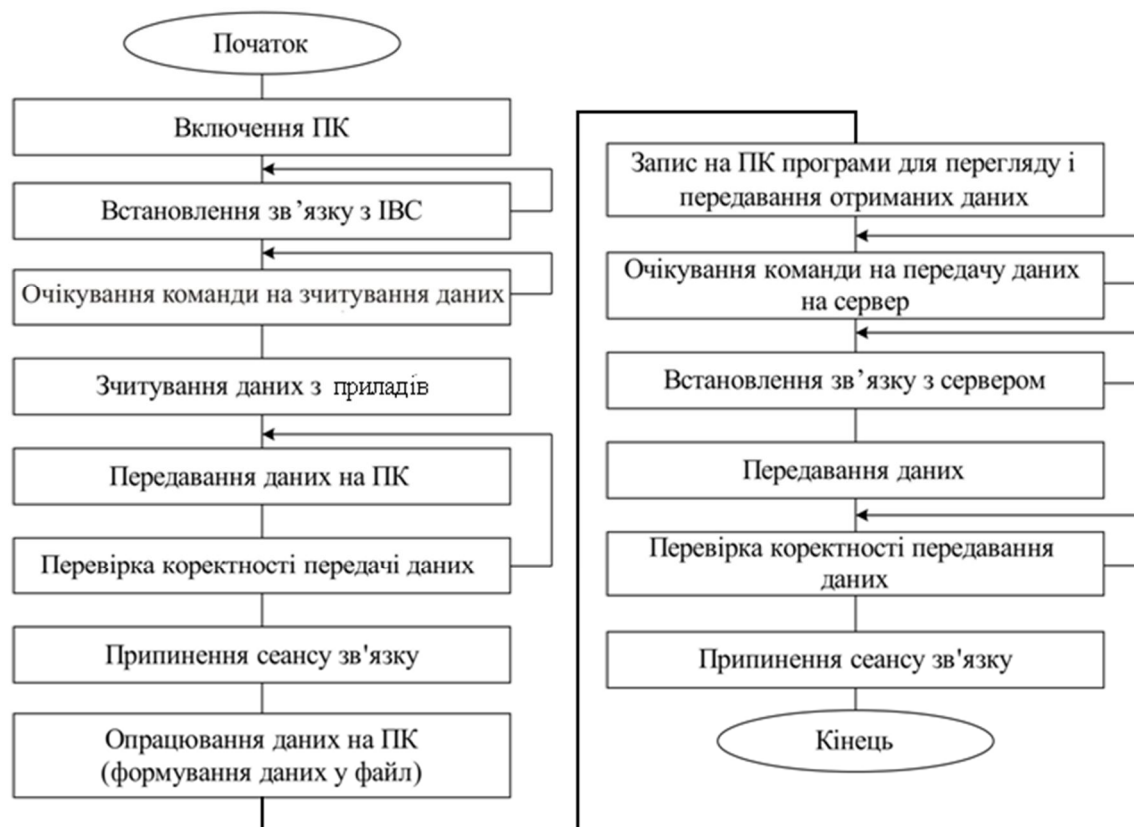 Початок
Включення ПК
Встановлення зв’язку з ІВС
Очікування команди на зчитування даних
Зчитування даних з приладів
Передавання даних на ПК
Перевірка коректності передачі даних
Припинення сеансу зв'язку
Опрацювання даних на ПК
(формування даних у файл)
Запис на ПК програми для перегляду і
передавання отриманих даних
Очікування команди на передачу даних
на сервер
Встановлення зв’язку з сервером
Передавання даних
Перевірка коректності передавання
даних
Припинення сеансу зв'язку
Кінець